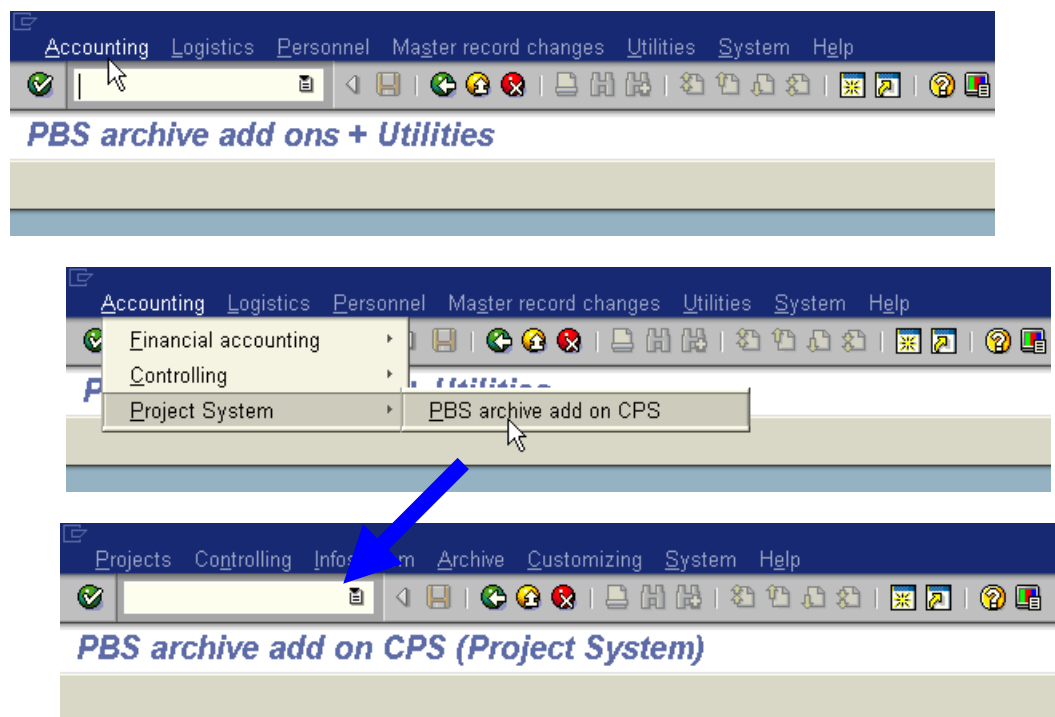 Accounting Logistics Personnel Master record changes Utilities System Help
PBS archive add ons + Utilities
Accounting Logistics Personnel Master record changes Utilities System Help
Financial accounting
Controlling
Project System PBS archive add on CPS
Projects Controlling Archive Customizing System Help
PBS archive add on CPS (Project System)